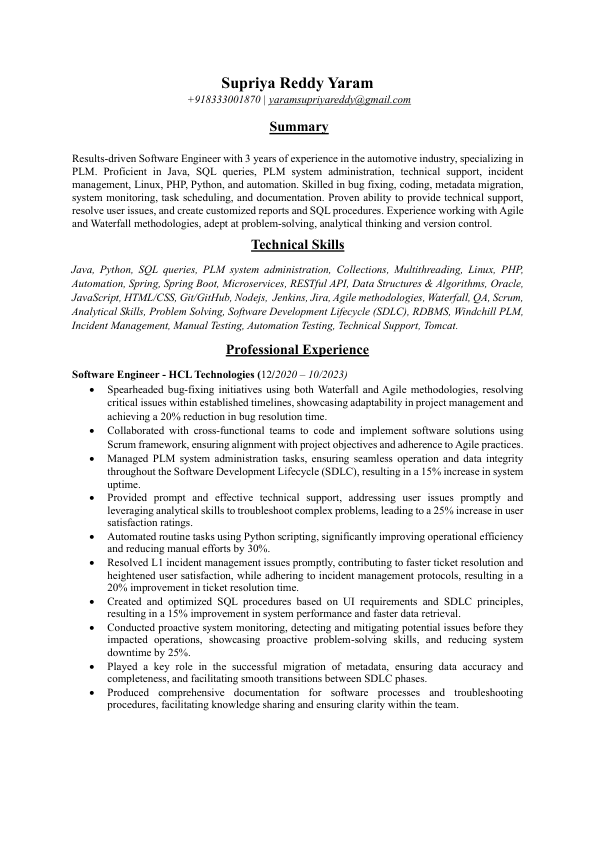 Supriya Reddy Yaram
+918333001870 | yaramsupriyareddy@gmail.com
Summary
Results-driven Software Engineer with 3 years of experience in the automotive industry, specializing in
PLM. Proficient in Java, SQL queries, PLM system administration, technical support, incident
management, Linux, PHP, Python, and automation. Skilled in bug fixing, coding, metadata migration,
system monitoring, task scheduling, and documentation. Proven ability to provide technical support,
resolve user issues, and create customized reports and SQL procedures. Experience working with Agile
and Waterfall methodologies, adept at problem-solving, analytical thinking and version control.
Technical Skills
Java, Python, SQL queries, PLM system administration, Collections, Multithreading, Linux, PHP,
Automation, Spring, Spring Boot, Microservices, RESTful API, Data Structures & Algorithms, Oracle,
JavaScript, HTML/CSS, Git/GitHub, Nodejs, Jenkins, Jira, Agile methodologies, Waterfall, QA, Scrum,
Analytical Skills, Problem Solving, Software Development Lifecycle (SDLC), RDBMS, Windchill PLM,
Incident Management, Manual Testing, Automation Testing, Technical Support, Tomcat.
Professional Experience
Software Engineer - HCL Technologies (12/2020 – 10/2023)
• Spearheaded bug-fixing initiatives using both Waterfall and Agile methodologies, resolving
critical issues within established timelines, showcasing adaptability in project management and
achieving a 20% reduction in bug resolution time.
• Collaborated with cross-functional teams to code and implement software solutions using
Scrum framework, ensuring alignment with project objectives and adherence to Agile practices.
• Managed PLM system administration tasks, ensuring seamless operation and data integrity
throughout the Software Development Lifecycle (SDLC), resulting in a 15% increase in system
uptime.
• Provided prompt and effective technical support, addressing user issues promptly and
leveraging analytical skills to troubleshoot complex problems, leading to a 25% increase in user
satisfaction ratings.
• Automated routine tasks using Python scripting, significantly improving operational efficiency
and reducing manual efforts by 30%.
• Resolved L1 incident management issues promptly, contributing to faster ticket resolution and
heightened user satisfaction, while adhering to incident management protocols, resulting in a
20% improvement in ticket resolution time.
• Created and optimized SQL procedures based on UI requirements and SDLC principles,
resulting in a 15% improvement in system performance and faster data retrieval.
• Conducted proactive system monitoring, detecting and mitigating potential issues before they
impacted operations, showcasing proactive problem-solving skills, and reducing system
downtime by 25%.
• Played a key role in the successful migration of metadata, ensuring data accuracy and
completeness, and facilitating smooth transitions between SDLC phases.
• Produced comprehensive documentation for software processes and troubleshooting
procedures, facilitating knowledge sharing and ensuring clarity within the team.